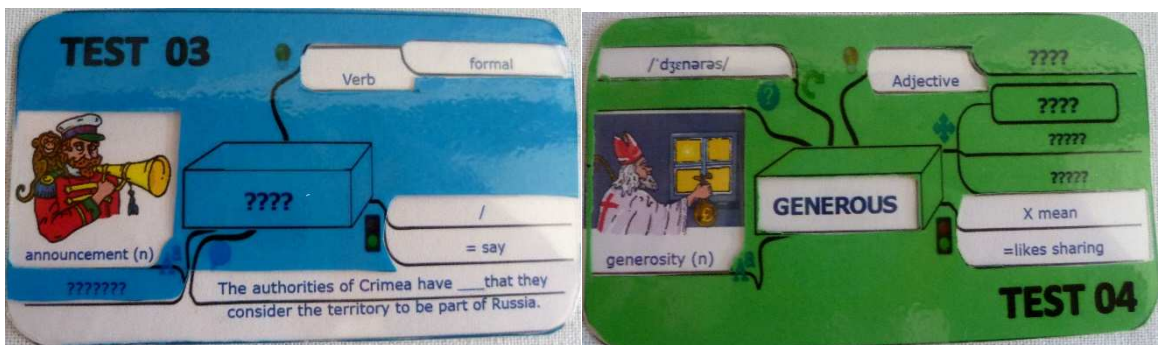 TEST 03
Verb
formal
announcement (n)
????
/
= say
???????
The authorities of Crimea have ___that they
consider the territory to be part of Russia.
/ˈdʒɛnərəs/
Adjective
????
????
?????
?????
GENEROUS
generosity (n)
X mean
=likes sharing
TEST 04